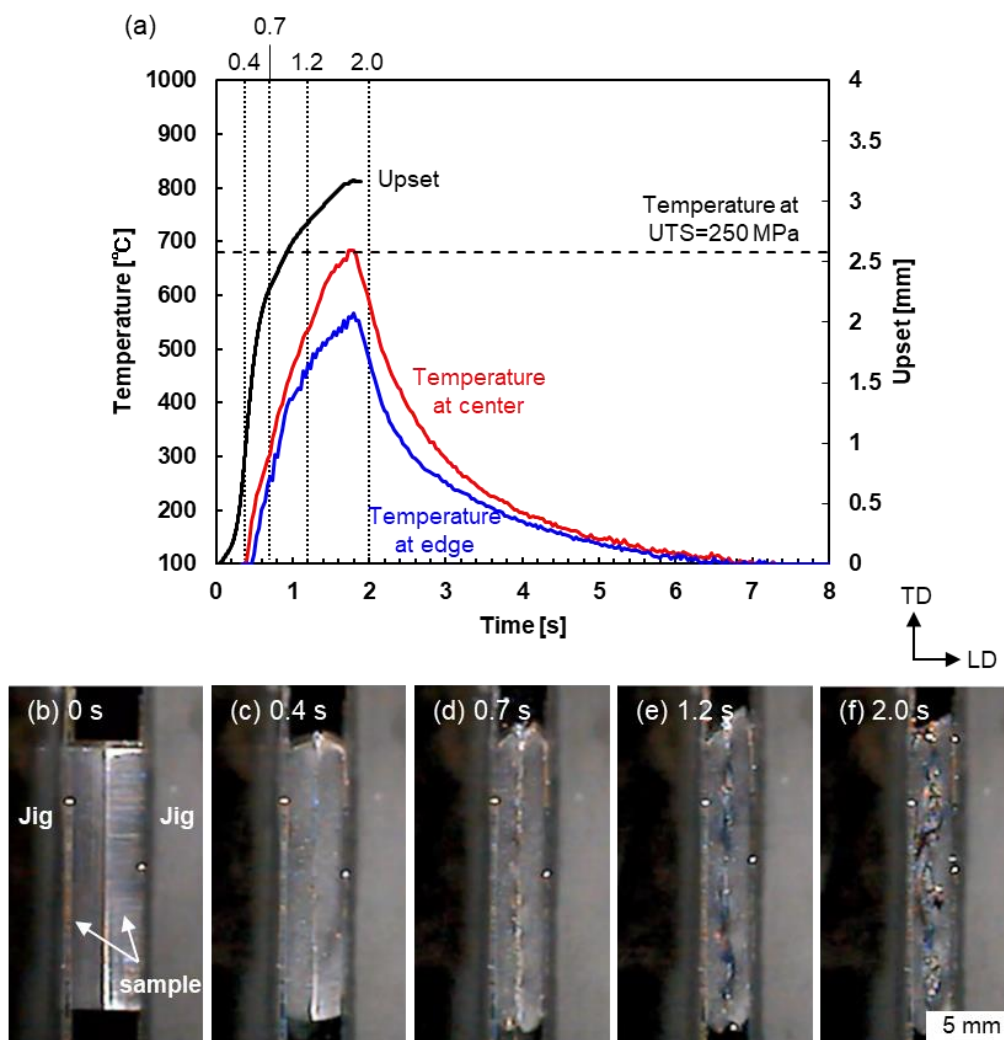 (a)
0.7
0.4
1.2
2.0
1000
900
800
700
600
500
400
300
200
100
Temperature [℃]
4
3.5
3
2.5
2
1.5
1
0.5
0
Upset [mm]
Upset
Temperature at
UTS=250 MPa
Temperature
at center
Temperature
at edge
0 1 2 3 4 5 6 7 8
Time [s]
TD
LD
(b) 0 s
(c) 0.4 s
(d) 0.7 s
(e) 1.2 s
(f) 2.0 s
Jig
Jig
sample
5 mm